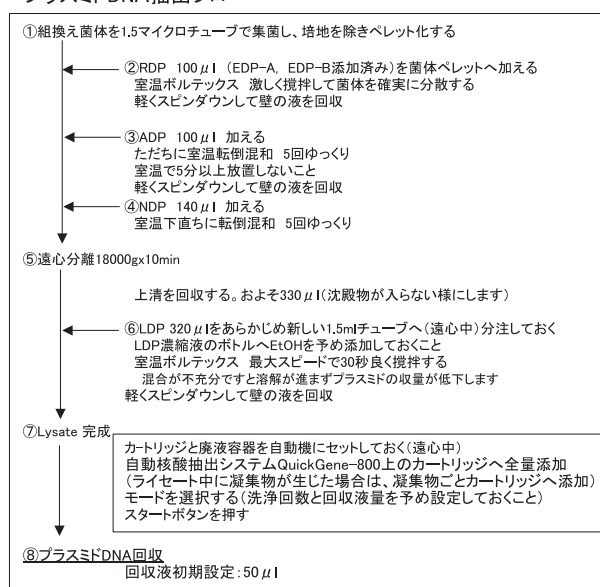 ①組換え菌体を1.5マイクロチューブで集菌し、培地を除きペレット化する
②RDP 100μl (EDP-A, EDP-B添加済み)を菌体ペレットへ加える
室温ボルテックス 激しく撹拌して菌体を確実に分散する
軽くスピンダウンして壁の液を回収
③ADP 100μl 加える
ただちに室温転倒混和 5回ゆっくり
室温で5分以上放置しないこと
軽くスピンダウンして壁の液を回収
④NDP 140μl 加える
室温下直ちに転倒混和 5回ゆっくり
⑤遠心分離18000gx10min
上清を回収する。およそ330μl(沈殿物が入らない様にします)
⑥LDP 320μlをあらかじめ新しい1.5mlチューブへ(遠心中)分注しておく
LDP濃縮液のボトルへEtOHを予め添加しておくこと
室温ボルテックス 最大スピードで30秒良く撹拌する
混合が不充分ですと溶解が進まずプラスミドの収量が低下します
軽くスピンダウンして壁の液を回収
⑦Lysate 完成
カートリッジと廃液容器を自動機にセットしておく(遠心中)
自動核酸抽出システムQuickGene-800上のカートリッジへ全量添加
(ライセート中に凝集物が生じた場合は、凝集物ごとカートリッジへ添加)
モードを選択する(洗浄回数と回収液量を予め設定しておくこと)
スタートボタンを押す
⑧プラスミドDNA回収
回収液初期設定:50μl